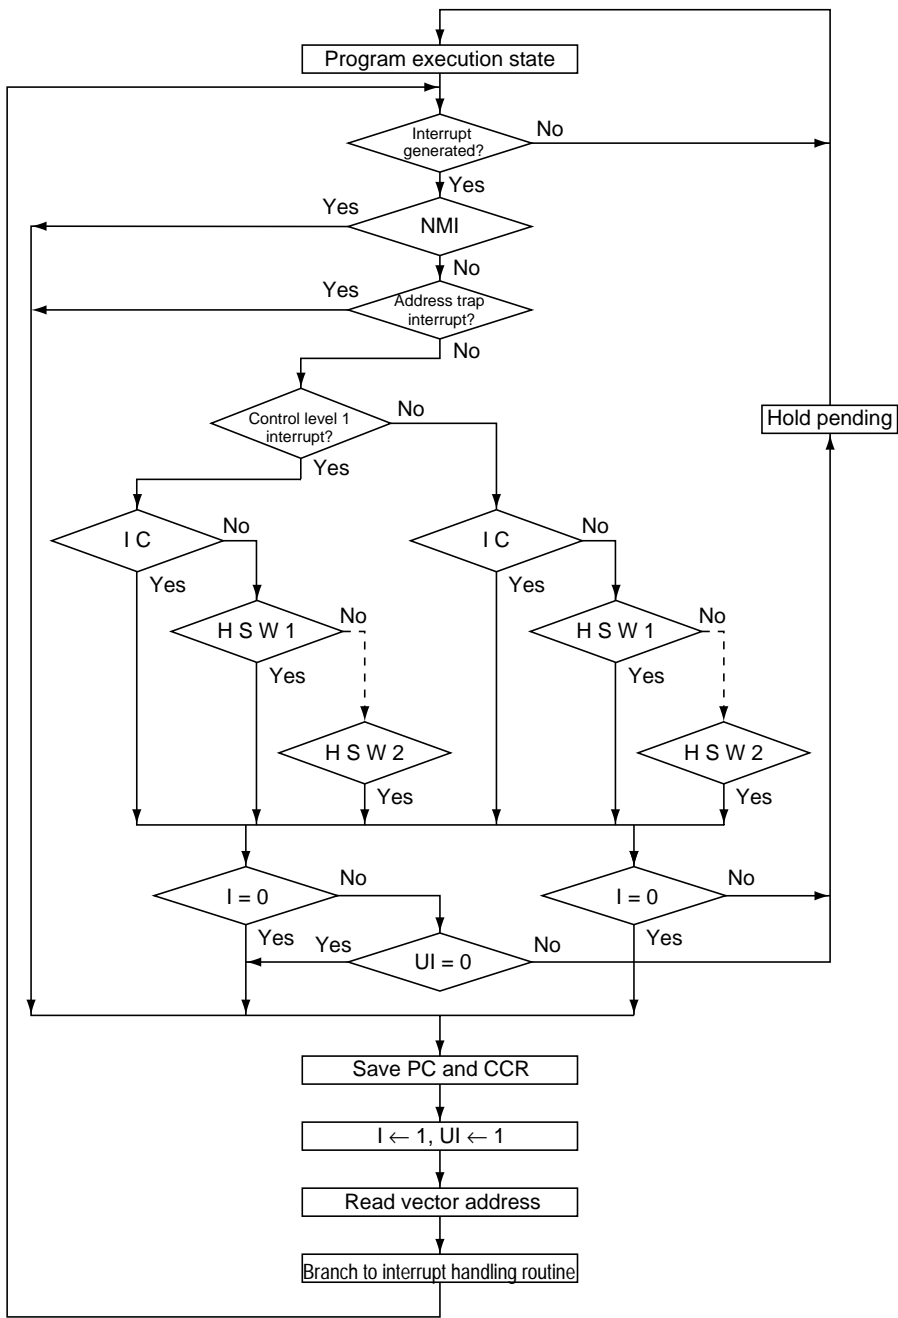 Program execution state
Interrupt
generated?
No
Yes
Yes
NMI
No
Yes
Address trap
interrupt?
No
Control level 1
interrupt?
No
Yes
Hold pending
I C
No
Yes
I C
No
Yes
H S W 1
No
Yes
H S W 1
No
Yes
H S W 2
Yes
H S W 2
Yes
I = 0
No
Yes
I = 0
No
Yes
Yes
UI = 0
No
Save PC and CCR
I ← 1, UI ← 1
Read vector address
Branch to interrupt handling routine